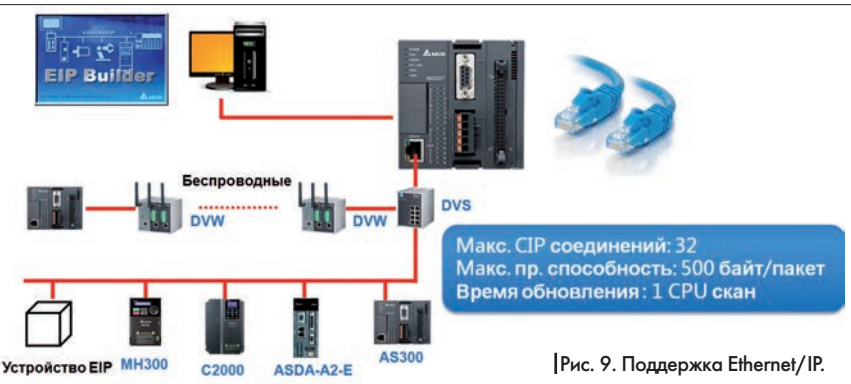 EIP Builder
Беспроводные
DVW
DVW
DVS
Макс. CIP соединений: 32
Макс. пр. способность: 500 байт/пакет
Время обновления : 1 CPU скан
Устройство EIP
MH300
C2000
ASDA-A2-E
AS300
Рис. 9. Поддержка Ethernet/IP.